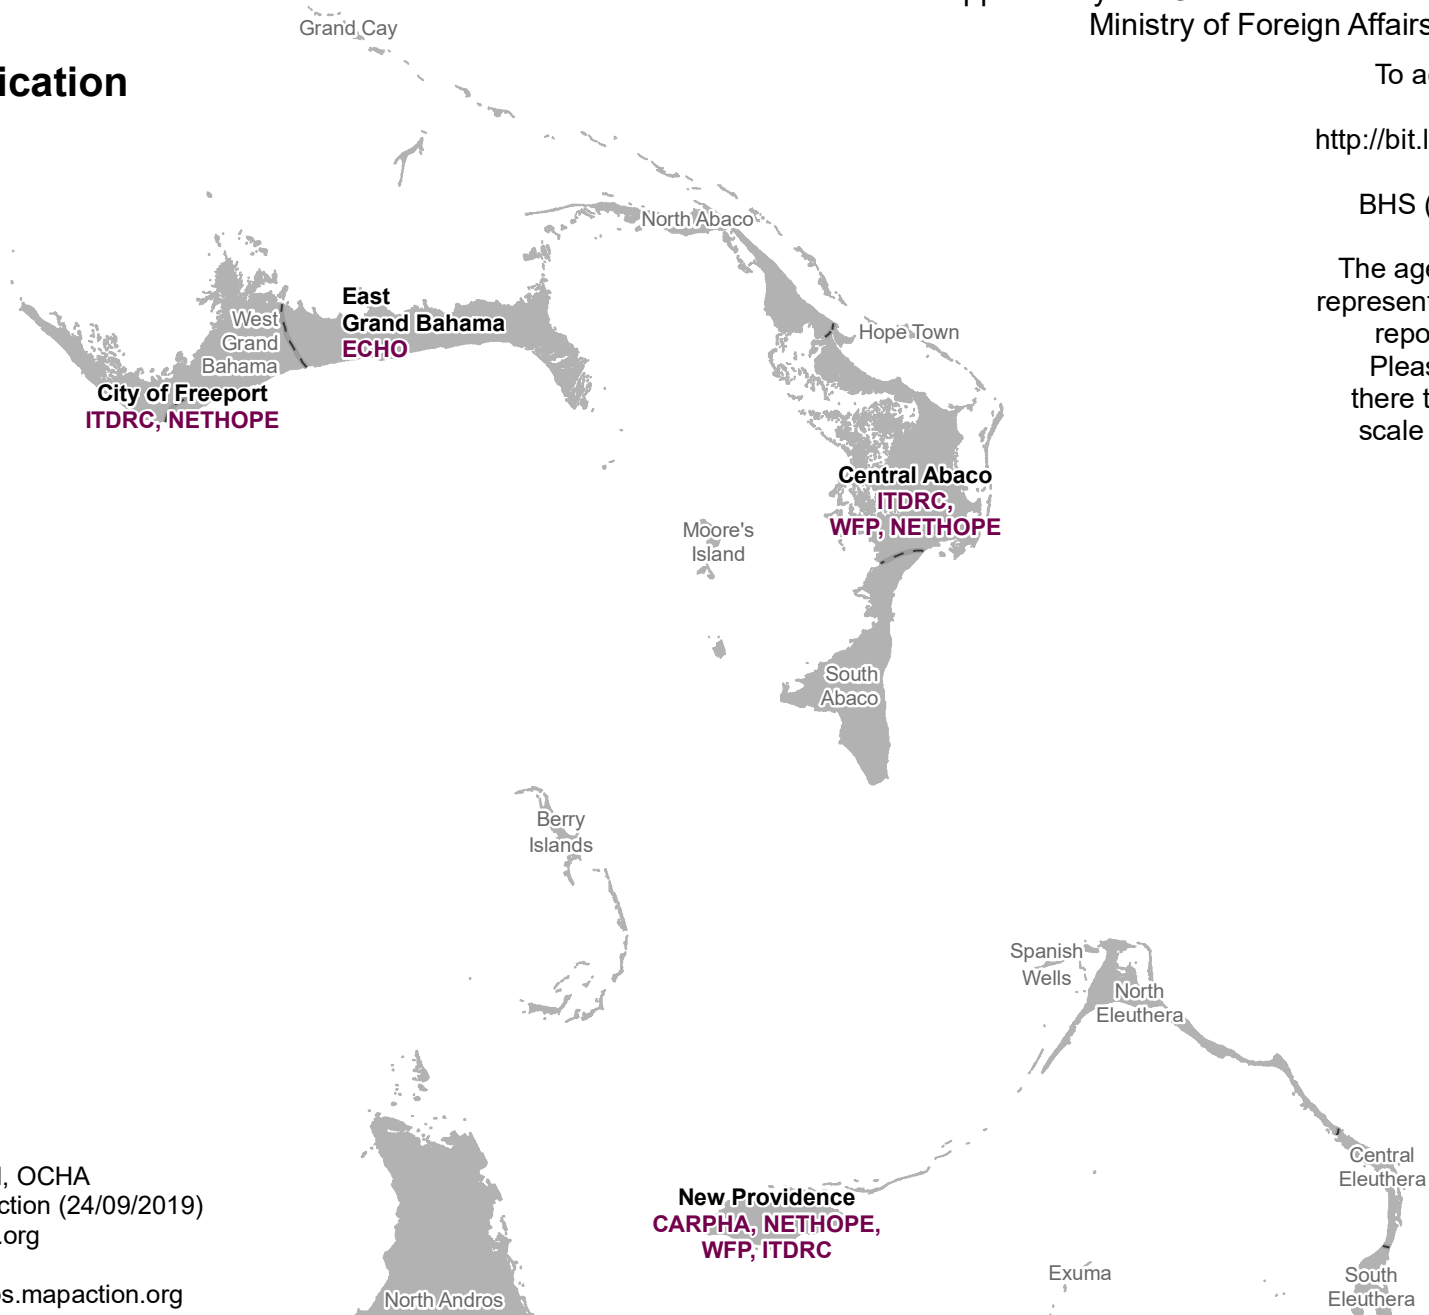 Grand Cay
Ministry of Foreign Affairs
ication
To a
http://bit.l
BHS (
The age
represent
repo
Pleas
there t
scale
North Abaco
East
Grand Bahama
ECHO
West
Grand
Bahama
Hope Town
City of Freeport
ITDRC, NETHOPE
Central Abaco
ITDRC,
WFP, NETHOPE
Moore's
Island
South
Abaco
Berry
Islands
Spanish
Wells
North
Eleuthera
Central
Eleuthera
, OCHA
ction (24/09/2019)
.org
s.mapaction.org
New Providence
CARPHA, NETHOPE,
WFP, ITDRC
North Andros
Exuma
South
Eleuthera